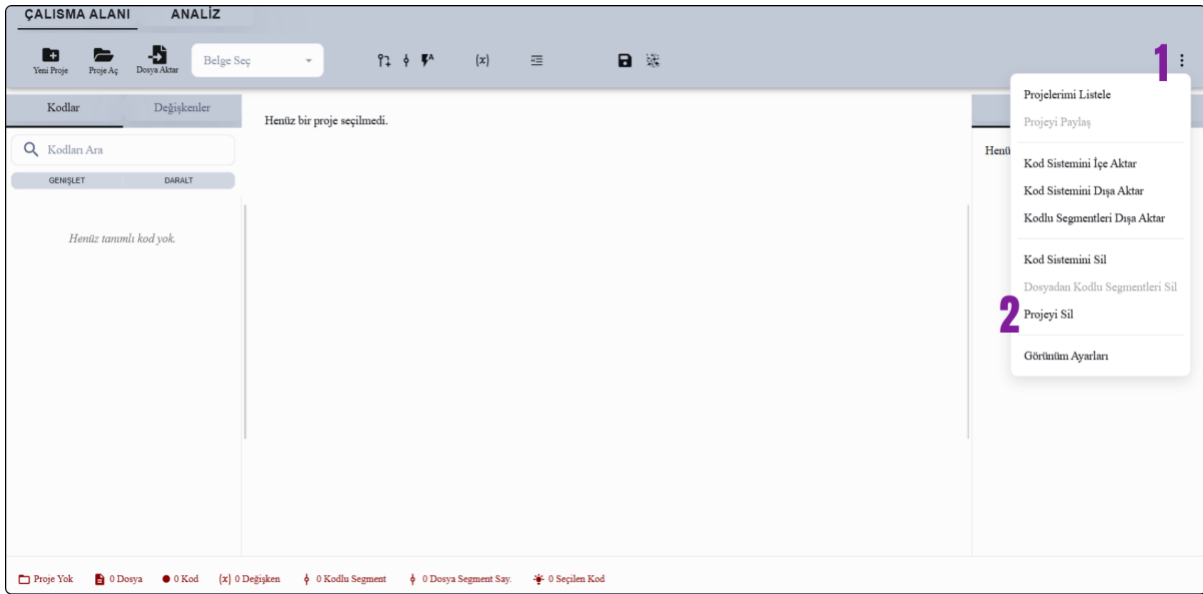 ÇALISMA ALANI ANALİZ
1
Yeni Proje Proje Aç Dosya Aktar Belge Seç (x)
Kodlar Değişkenler
Henüz bir proje seçilmedi.
Kodları Ara
GENIŞLET DARALT
Henüz tanımlı kod yok.
Projelerimi Listele
Projeyi Paylaş
Kod Sistemini İçe Aktar
Kod Sistemini Dışa Aktar
Kodlu Segmentleri Dışa Aktar
Kod Sistemini Sil
Dosyadan Kodlu Segmentleri Sil
2 Projeyi Sil
Görünüm Ayarları
Proje Yok 0 Dosya 0 Kod (x) 0 Değişken 0 Kodlu Segment 0 Dosya Segment Say. 0 Seçilen Kod